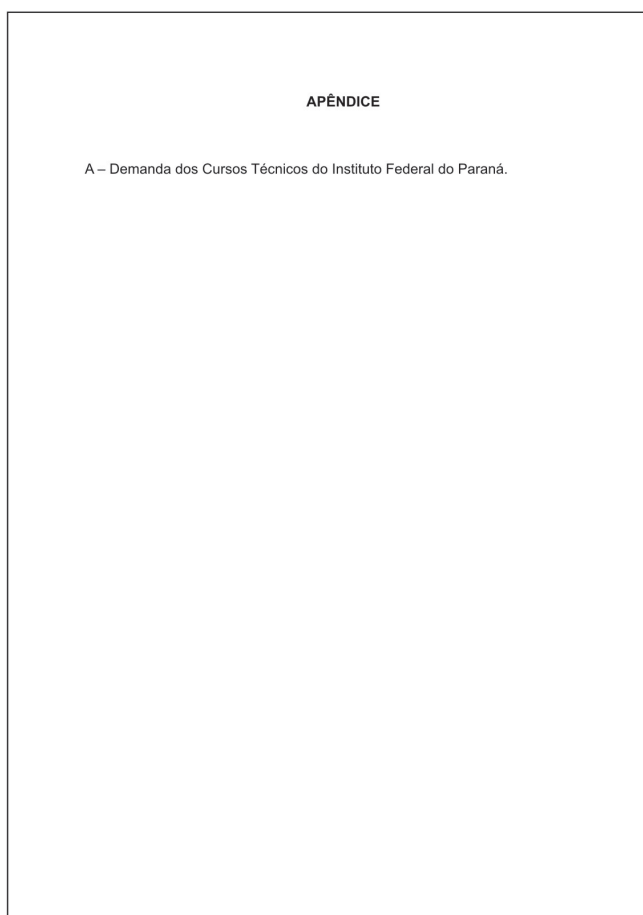 APÊNDICE
A – Demanda dos Cursos Técnicos do Instituto Federal do Paraná.